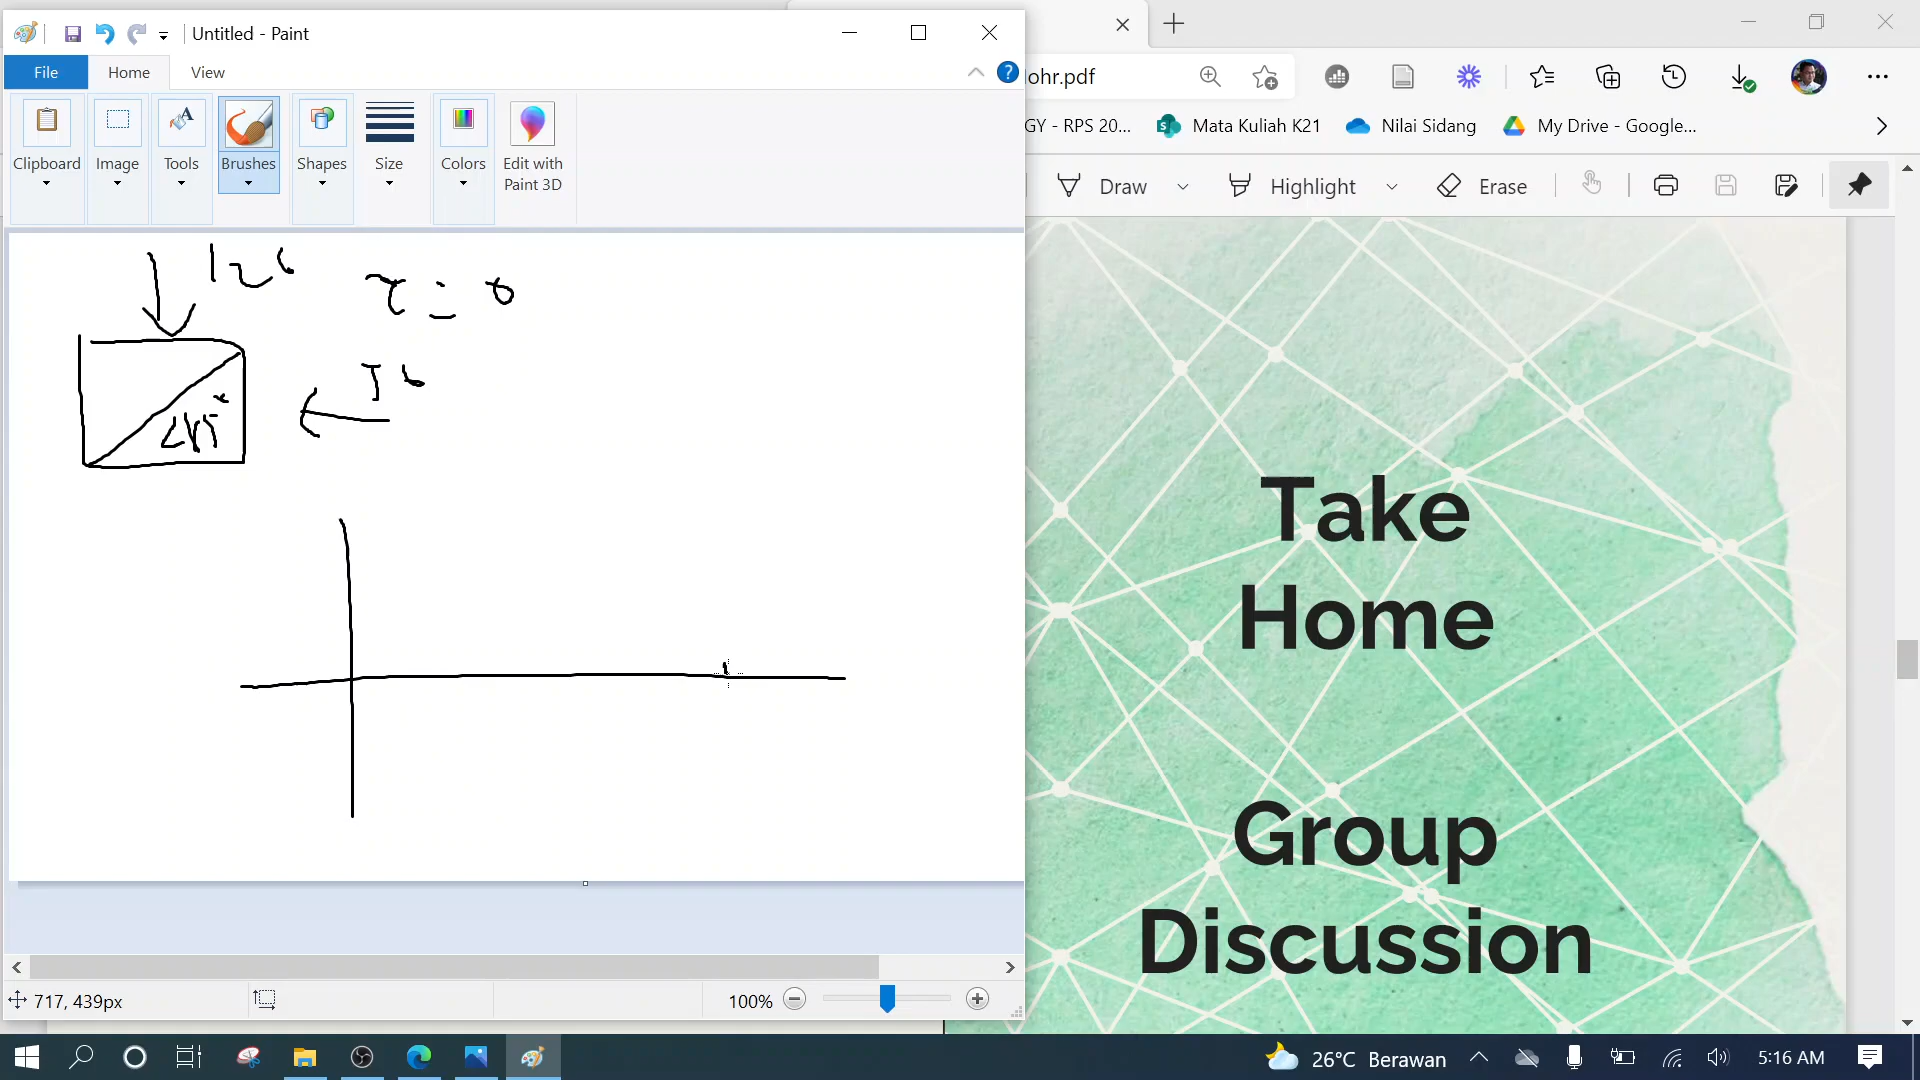 Untitled - Paint
File
Home
View
Clipboard
Image
Tools
Brushes
Shapes
Size
Colors
Edit with
Paint 3D
τ = 0
717, 439px
100%
ohr.pdf
GY - RPS 20...
Mata Kuliah K21
Nilai Sidang
My Drive - Google...
Draw
Highlight
Erase
Take
Home
Group
Discussion
26°C Berawan
5:16 AM